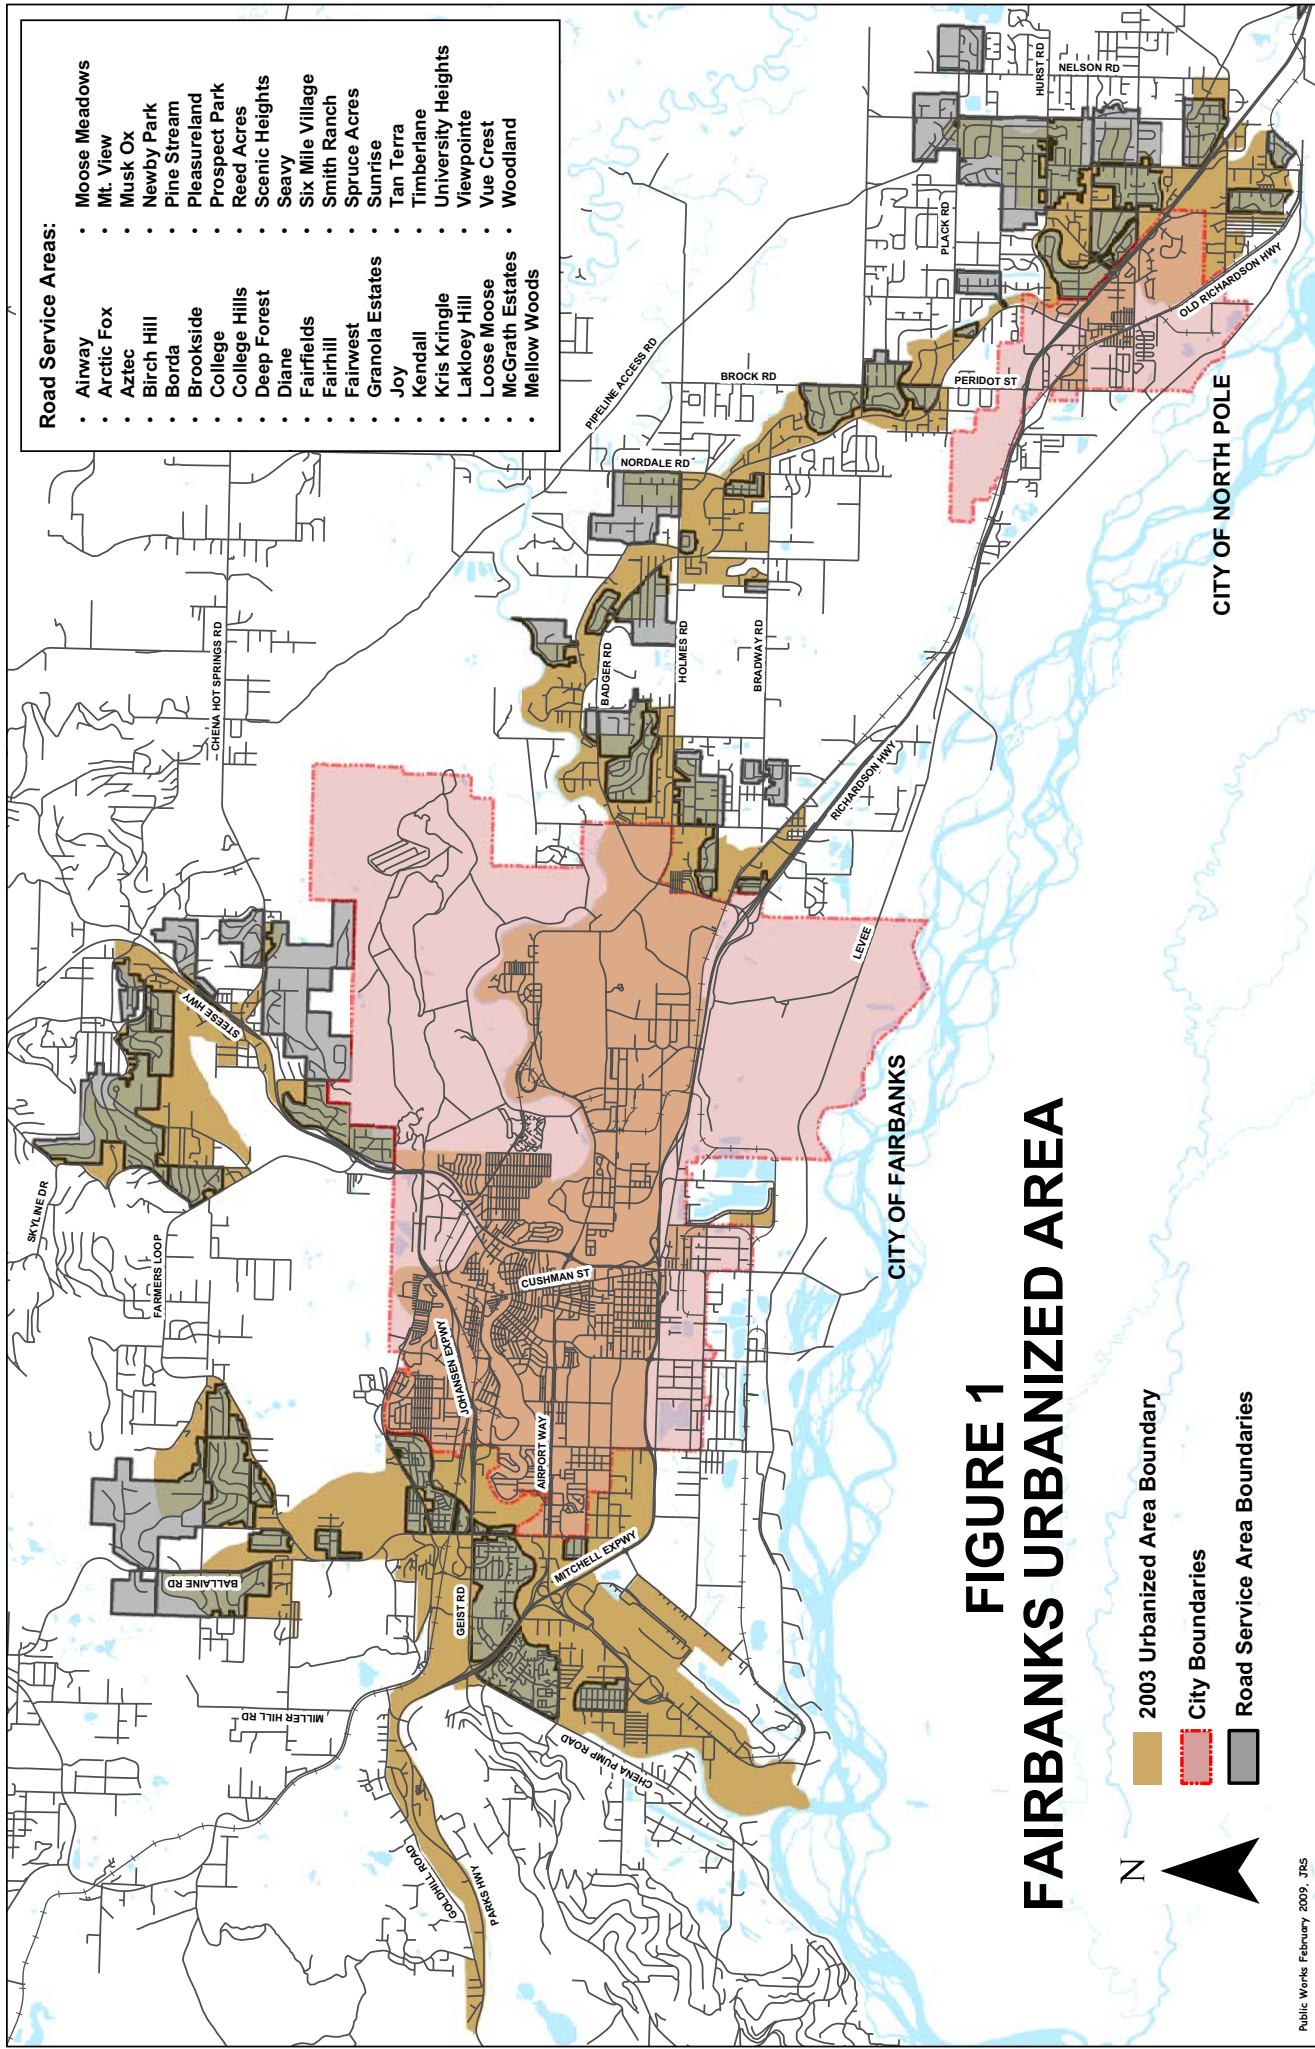 Road Service Areas:
• Airway
• Arctic Fox
• Aztec
• Birch Hill
• Borda
• Brookside
• College
• College Hills
• Deep Forest
• Diane
• Fairfields
• Fairhill
• Fairwest
• Granola Estates
• Joy
• Kendall
• Kris Kringle
• Lakloey Hill
• Loose Moose
• McGrath Estates
• Mellow Woods
• Moose Meadows
• Mt. View
• Musk Ox
• Newby Park
• Pine Stream
• Pleasureland
• Prospect Park
• Reed Acres
• Scenic Heights
• Seavy
• Six Mile Village
• Smith Ranch
• Spruce Acres
• Sunrise
• Tan Terra
• Timberlane
• University Heights
• Viewpointe
• Vue Crest
• Woodland
SKYLINE DR
FARMERS LOOP
STEESE HWY
CHENA HOT SPRINGS RD
BALLAINE RD
MILLER HILL RD
GOLDHILL ROAD
PARKS HWY
GEIST RD
CHENA PUMP ROAD
MITCHELL EXPWY
AIRPORT WAY
JOHANSEN EXPWY
CUSHMAN ST
LEVEE
RICHARDSON HWY
BADGER RD
HOLMES RD
BRADWAY RD
NORDALE RD
PIPELINE ACCESS RD
BROCK RD
PERIDOT ST
PLACK RD
HURST RD
NELSON RD
OLD RICHARDSON HWY
CITY OF FAIRBANKS
CITY OF NORTH POLE
FIGURE 1
FAIRBANKS URBANIZED AREA
N
2003 Urbanized Area Boundary
City Boundaries
Road Service Area Boundaries
Public Works February 2009, JRS